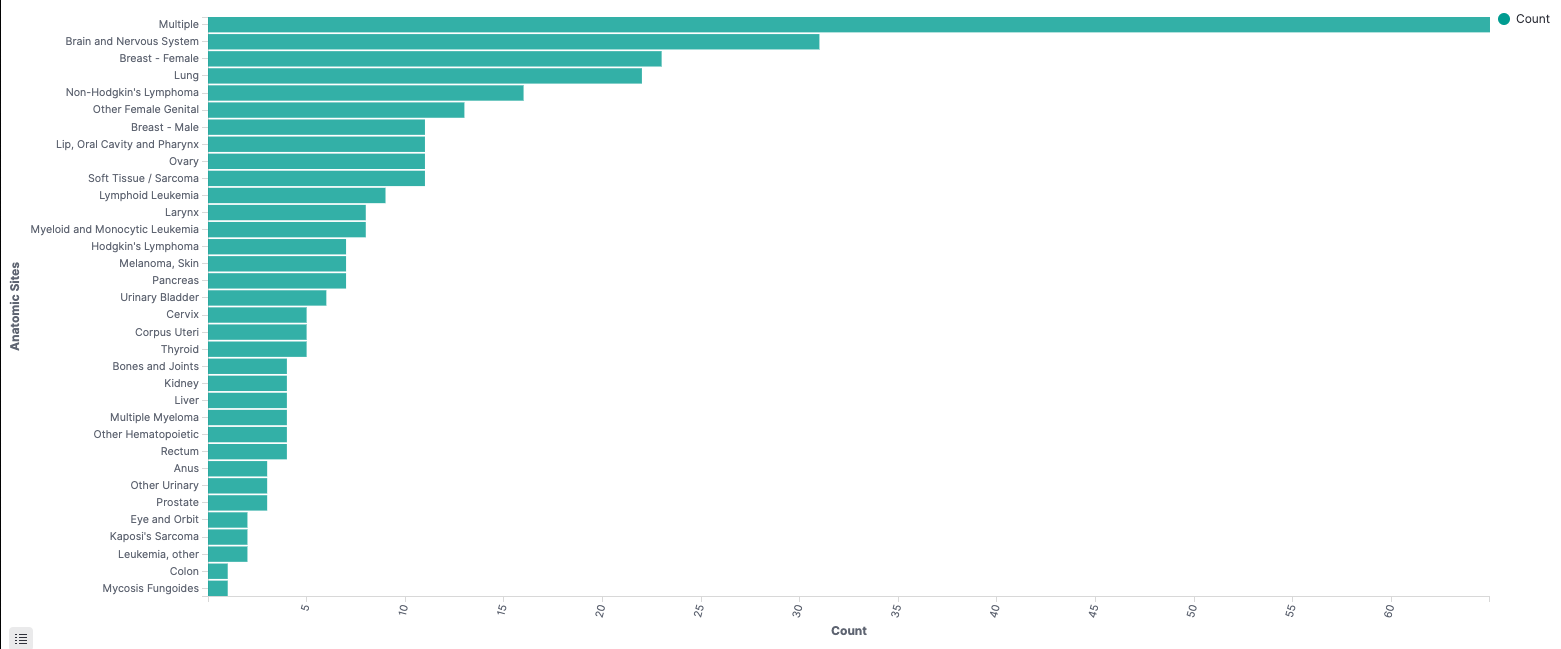 Count
Multiple
Brain and Nervous System
Breast - Female
Lung
Non-Hodgkin's Lymphoma
Other Female Genital
Breast - Male
Lip, Oral Cavity and Pharynx
Ovary
Soft Tissue / Sarcoma
Lymphoid Leukemia
Larynx
Myeloid and Monocytic Leukemia
Hodgkin's Lymphoma
Melanoma, Skin
Pancreas
Urinary Bladder
Cervix
Corpus Uteri
Thyroid
Bones and Joints
Kidney
Liver
Multiple Myeloma
Other Hematopoietic
Rectum
Anus
Other Urinary
Prostate
Eye and Orbit
Kaposi's Sarcoma
Leukemia, other
Colon
Mycosis Fungoides
Anatomic Sites
5 10 15 20 25 30 35 40 45 50 55 60
Count